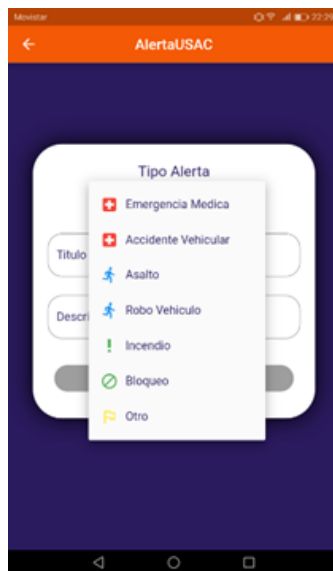 Movistar 22:29
AlertaUSAC
Tipo Alerta
Emergencia Medica
Accidente Vehicular
Titulo
Asalto
Robo Vehiculo
Descri
Incendio
Bloqueo
Otro